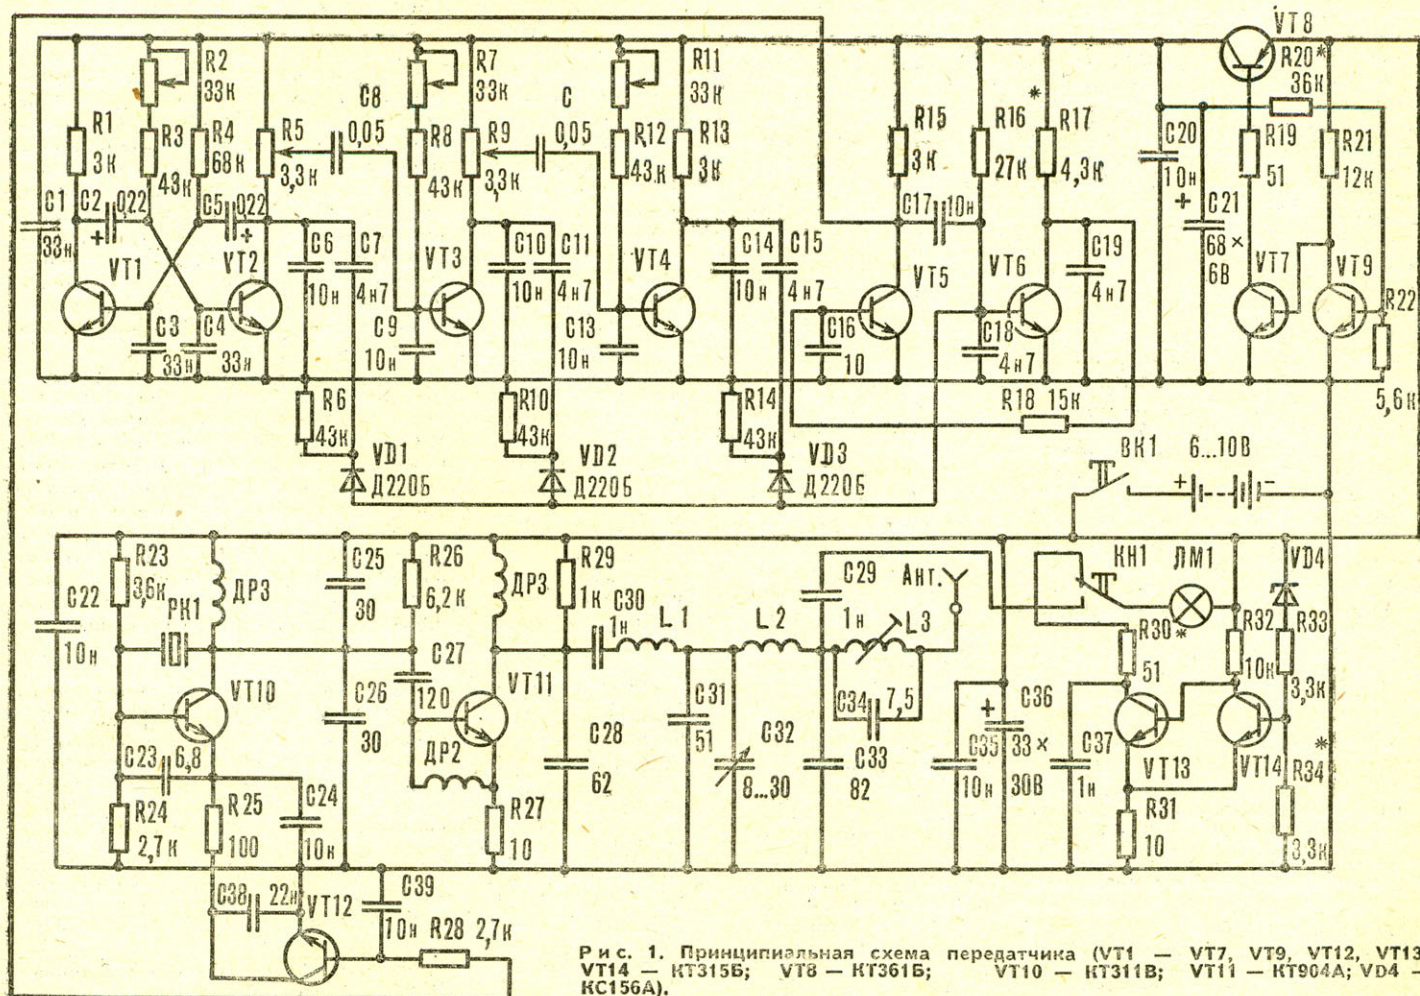 VT8
R2
33к
R7
33к
R11
33к
R20*
36к
C8
0,05
C
0,05
R1
3к
R3
43к
R4
68к
R5
3,3к
R8
43к
R9
3,3к
R12
43к
R13
3к
R15
3к
R16
27к
*
R17
4,3к
C20
10н
R19
51
R21
12к
C1
33н
C2
0,22
+
C5
0,22
+
C6
10н
C7
4н7
C10
10н
C11
4н7
C14
10н
C15
4н7
C17
10н
C19
4н7
+
C21
68 ×
6В
VT1
VT2
VT3
VT4
VT5
VT6
VT7
VT9
C3
33н
C4
33н
C9
10н
C13
10н
C16
10
C18
4н7
R22
5,6к
R6
43к
R10
43к
R14
43к
R18 15к
VD1
Д220Б
VD2
Д220Б
VD3
Д220Б
ВК1
6...10В
+
−
R23
3,6к
РК1
ДР3
C22
10н
C25
30
R26
6,2к
ДР3
R29
1к
C30
1н
L1
L2
C29
1н
Ант.
L3
КН1
ЛМ1
VD4
R30*
51
R32
10к
R33
3,3к
VT10
C26
30
C27
120
VT11
C34
7,5
C23
6,8
ДР2
C28
62
C31
51
C32
8...30
C33
82
C35
10н
+
C36
33 ×
30В
C37
1н
VT13
VT14
*
R34
3,3к
R24
2,7к
R25
100
C24
10н
R27
10
R31
10
C38
22н
VT12
C39
10н
R28 2,7к
Рис. 1. Принципиальная схема передатчика (VT1 — VT7, VT9, VT12, VT13,
VT14 — КТ315Б; VT8 — КТ361Б; VT10 — КТ311В; VT11 — КТ904А; VD4 —
КС156А).